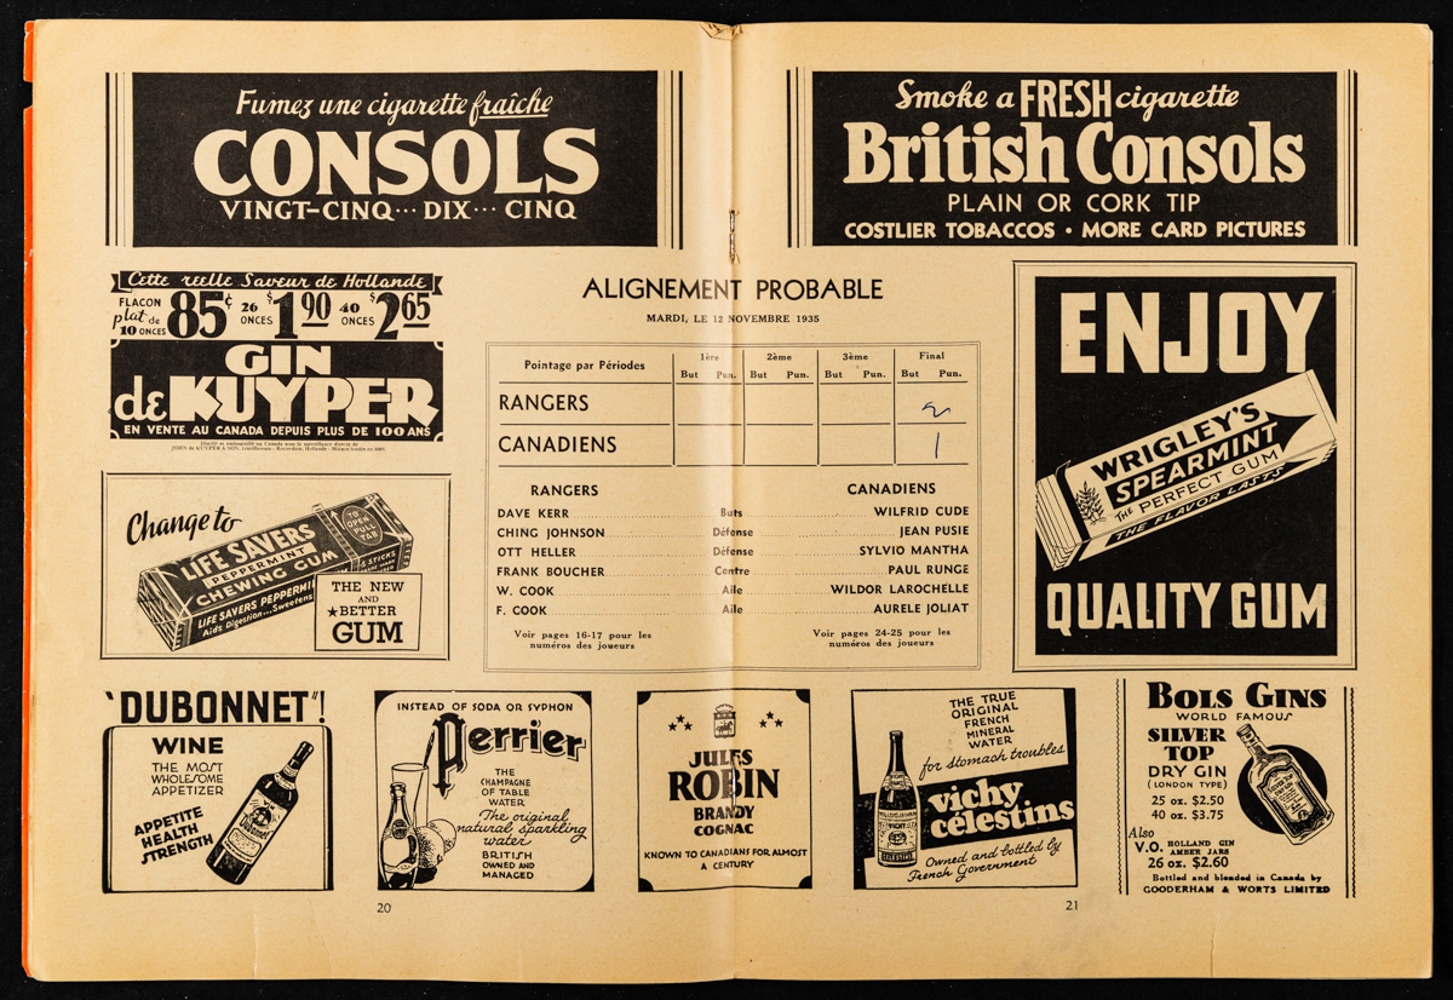 Fumez une cigarette fraîche
CONSOLS
VINGT-CINQ··· DIX··· CINQ
Smoke a FRESH cigarette
British Consols
PLAIN OR CORK TIP
COSTLIER TOBACCOS • MORE CARD PICTURES
Cette réelle Saveur de Hollande
FLACON plat de 10 ONCES 85¢ 26 ONCES $1 90 40 ONCES $2 65
GIN
de KUYPER
EN VENTE AU CANADA DEPUIS PLUS DE 100 ANS
Change to
LIFE SAVERS
PEPPERMINT
CHEWING GUM
LIFE SAVERS PEPPERMI
Aids Digestion...Sweetens
TO
OPEN
PULL
TAB
6 STICKS
THE NEW
AND
★BETTER
GUM
ALIGNEMENT PROBABLE
MARDI, LE 12 NOVEMBRE 1935
Pointage par Périodes 1ère 2ème 3ème Final
But Pun. But Pun. But Pun. But Pun.
RANGERS 2
CANADIENS 1
RANGERS CANADIENS
DAVE KERR Buts WILFRID CUDE
CHING JOHNSON Défense JEAN PUSIE
OTT HELLER Défense SYLVIO MANTHA
FRANK BOUCHER Centre PAUL RUNGE
W. COOK Aile WILDOR LAROCHELLE
F. COOK Aile AURELE JOLIAT
Voir pages 16-17 pour les
numéros des joueurs
Voir pages 24-25 pour les
numéros des joueurs
ENJOY
WRIGLEY'S
SPEARMINT
THE PERFECT GUM
THE FLAVOR LASTS
QUALITY GUM
'DUBONNET"!
WINE
THE MOST
WHOLESOME
APPETIZER
APPETITE
HEALTH
STRENGTH
INSTEAD OF SODA OR SYPHON
Perrier
THE
CHAMPAGNE
OF TABLE
WATER
The original
natural sparkling
water
BRITISH
OWNED AND
MANAGED
JULES
ROBIN
BRANDY
COGNAC
KNOWN TO CANADIANS FOR ALMOST
A CENTURY
THE TRUE
ORIGINAL
FRENCH
MINERAL
WATER
for stomach troubles
vichy
célestins
Owned and bottled by
French Government
BOLS GINS
WORLD FAMOUS
SILVER
TOP
DRY GIN
(LONDON TYPE)
25 oz. $2.50
40 oz. $3.75
Also
V.O. HOLLAND GIN
AMBER JARS
26 oz. $2.60
Bottled and blended in Canada by
GOODERHAM & WORTS LIMITED
20
21